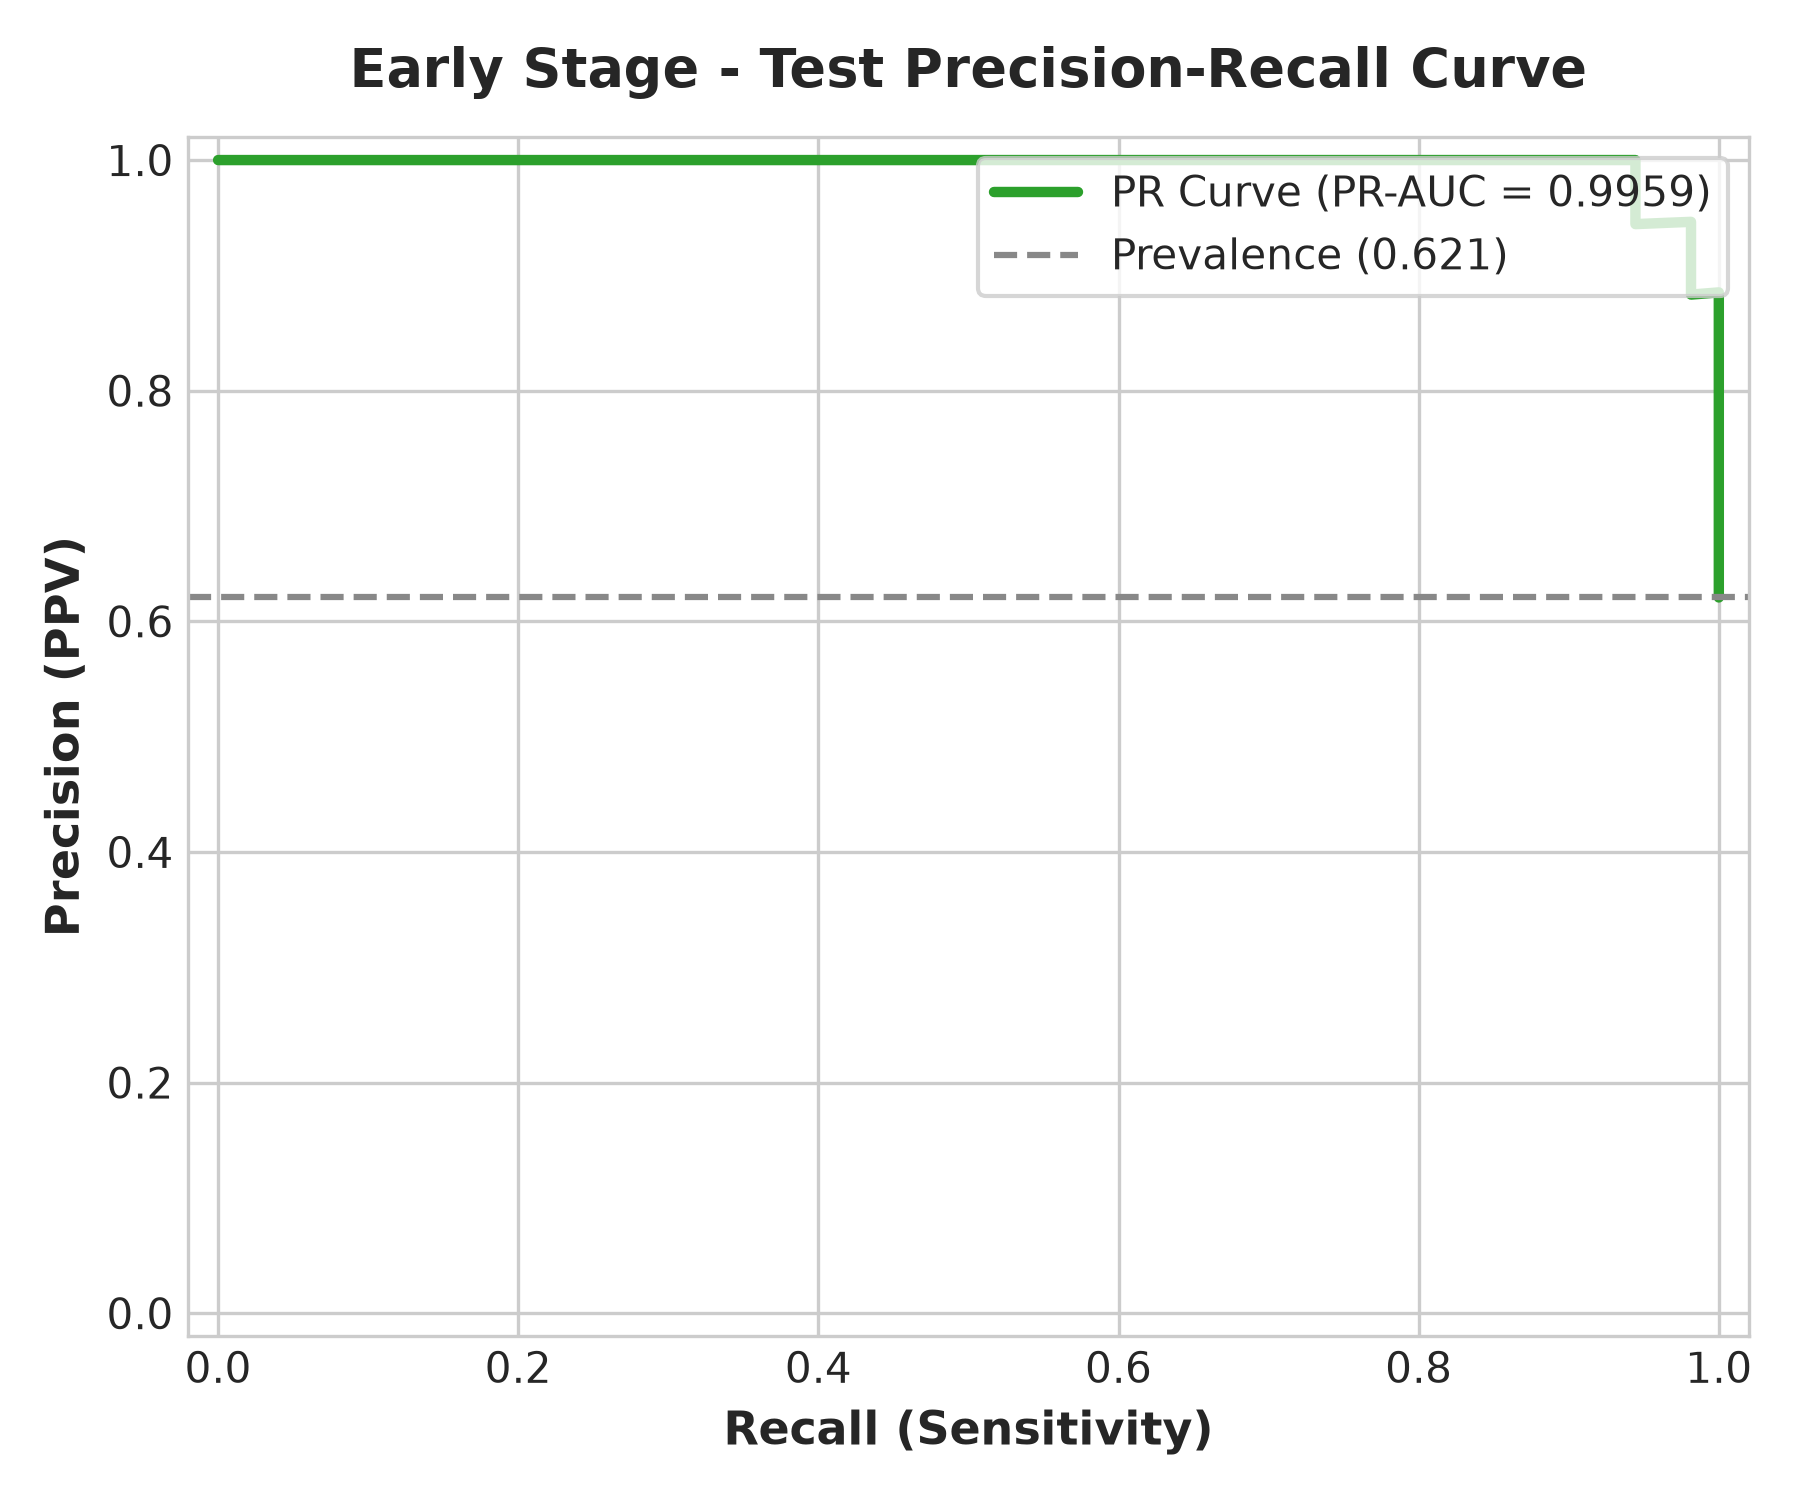 Early Stage - Test Precision-Recall Curve
PR Curve (PR-AUC = 0.9959)
Prevalence (0.621)
1.0
0.8
0.6
0.4
0.2
0.0
Precision (PPV)
0.0 0.2 0.4 0.6 0.8 1.0
Recall (Sensitivity)